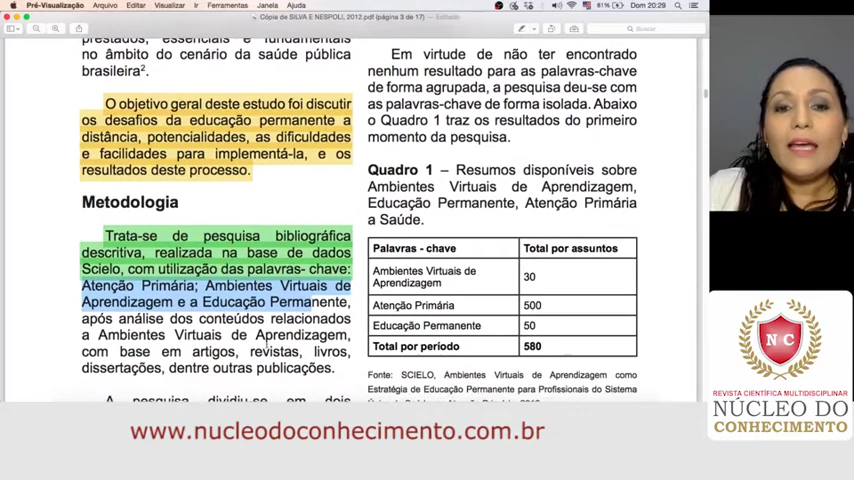 Pré-Visualização Arquivo Editar Visualizar Ir Ferramentas Janela Ajuda
81% Dom 20:29
Cópia de SILVA E NESPOLI, 2012.pdf (página 3 de 17) — Editado
Buscar
prestados, essenciais e fundamentais
no âmbito do cenário da saúde pública
brasileira².
O objetivo geral deste estudo foi discutir
os desafios da educação permanente a
distância, potencialidades, as dificuldades
e facilidades para implementá-la, e os
resultados deste processo.
Metodologia
Trata-se de pesquisa bibliográfica
descritiva, realizada na base de dados
Scielo, com utilização das palavras- chave:
Atenção Primária; Ambientes Virtuais de
Aprendizagem e a Educação Permanente,
após análise dos conteúdos relacionados
a Ambientes Virtuais de Aprendizagem,
com base em artigos, revistas, livros,
dissertações, dentre outras publicações.
A pesquisa dividiu-se em dois
Em virtude de não ter encontrado
nenhum resultado para as palavras-chave
de forma agrupada, a pesquisa deu-se com
as palavras-chave de forma isolada. Abaixo
o Quadro 1 traz os resultados do primeiro
momento da pesquisa.
Quadro 1 – Resumos disponíveis sobre
Ambientes Virtuais de Aprendizagem,
Educação Permanente, Atenção Primária
a Saúde.
Palavras - chave Total por assuntos
Ambientes Virtuais de
Aprendizagem 30
Atenção Primária 500
Educação Permanente 50
Total por período 580
Fonte: SCIELO, Ambientes Virtuais de Aprendizagem como
Estratégia de Educação Permanente para Profissionais do Sistema
NC
REVISTA CIENTÍFICA MULTIDISCIPLINAR
NÚCLEO DO
CONHECIMENTO
www.nucleodoconhecimento.com.br